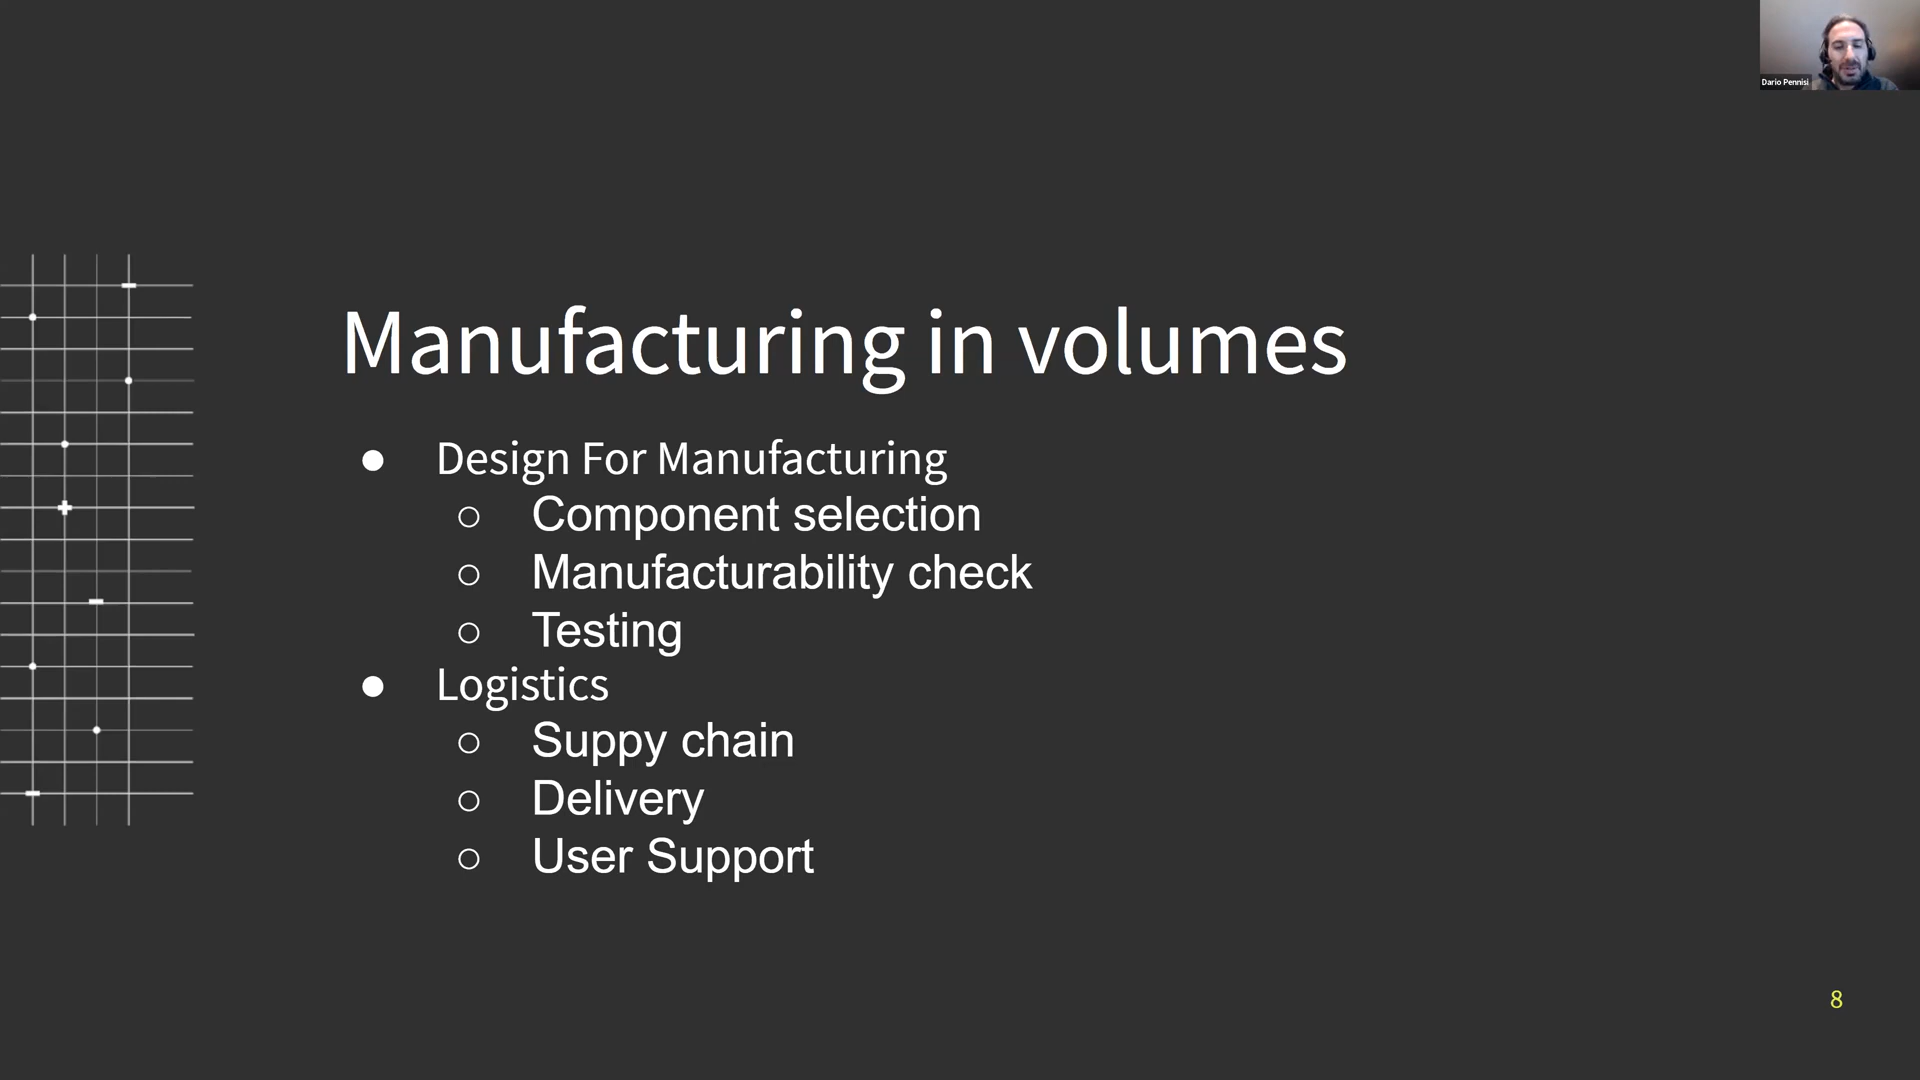 Dario Pennisi
Manufacturing in volumes
● Design For Manufacturing
○ Component selection
○ Manufacturability check
○ Testing
● Logistics
○ Suppy chain
○ Delivery
○ User Support
8